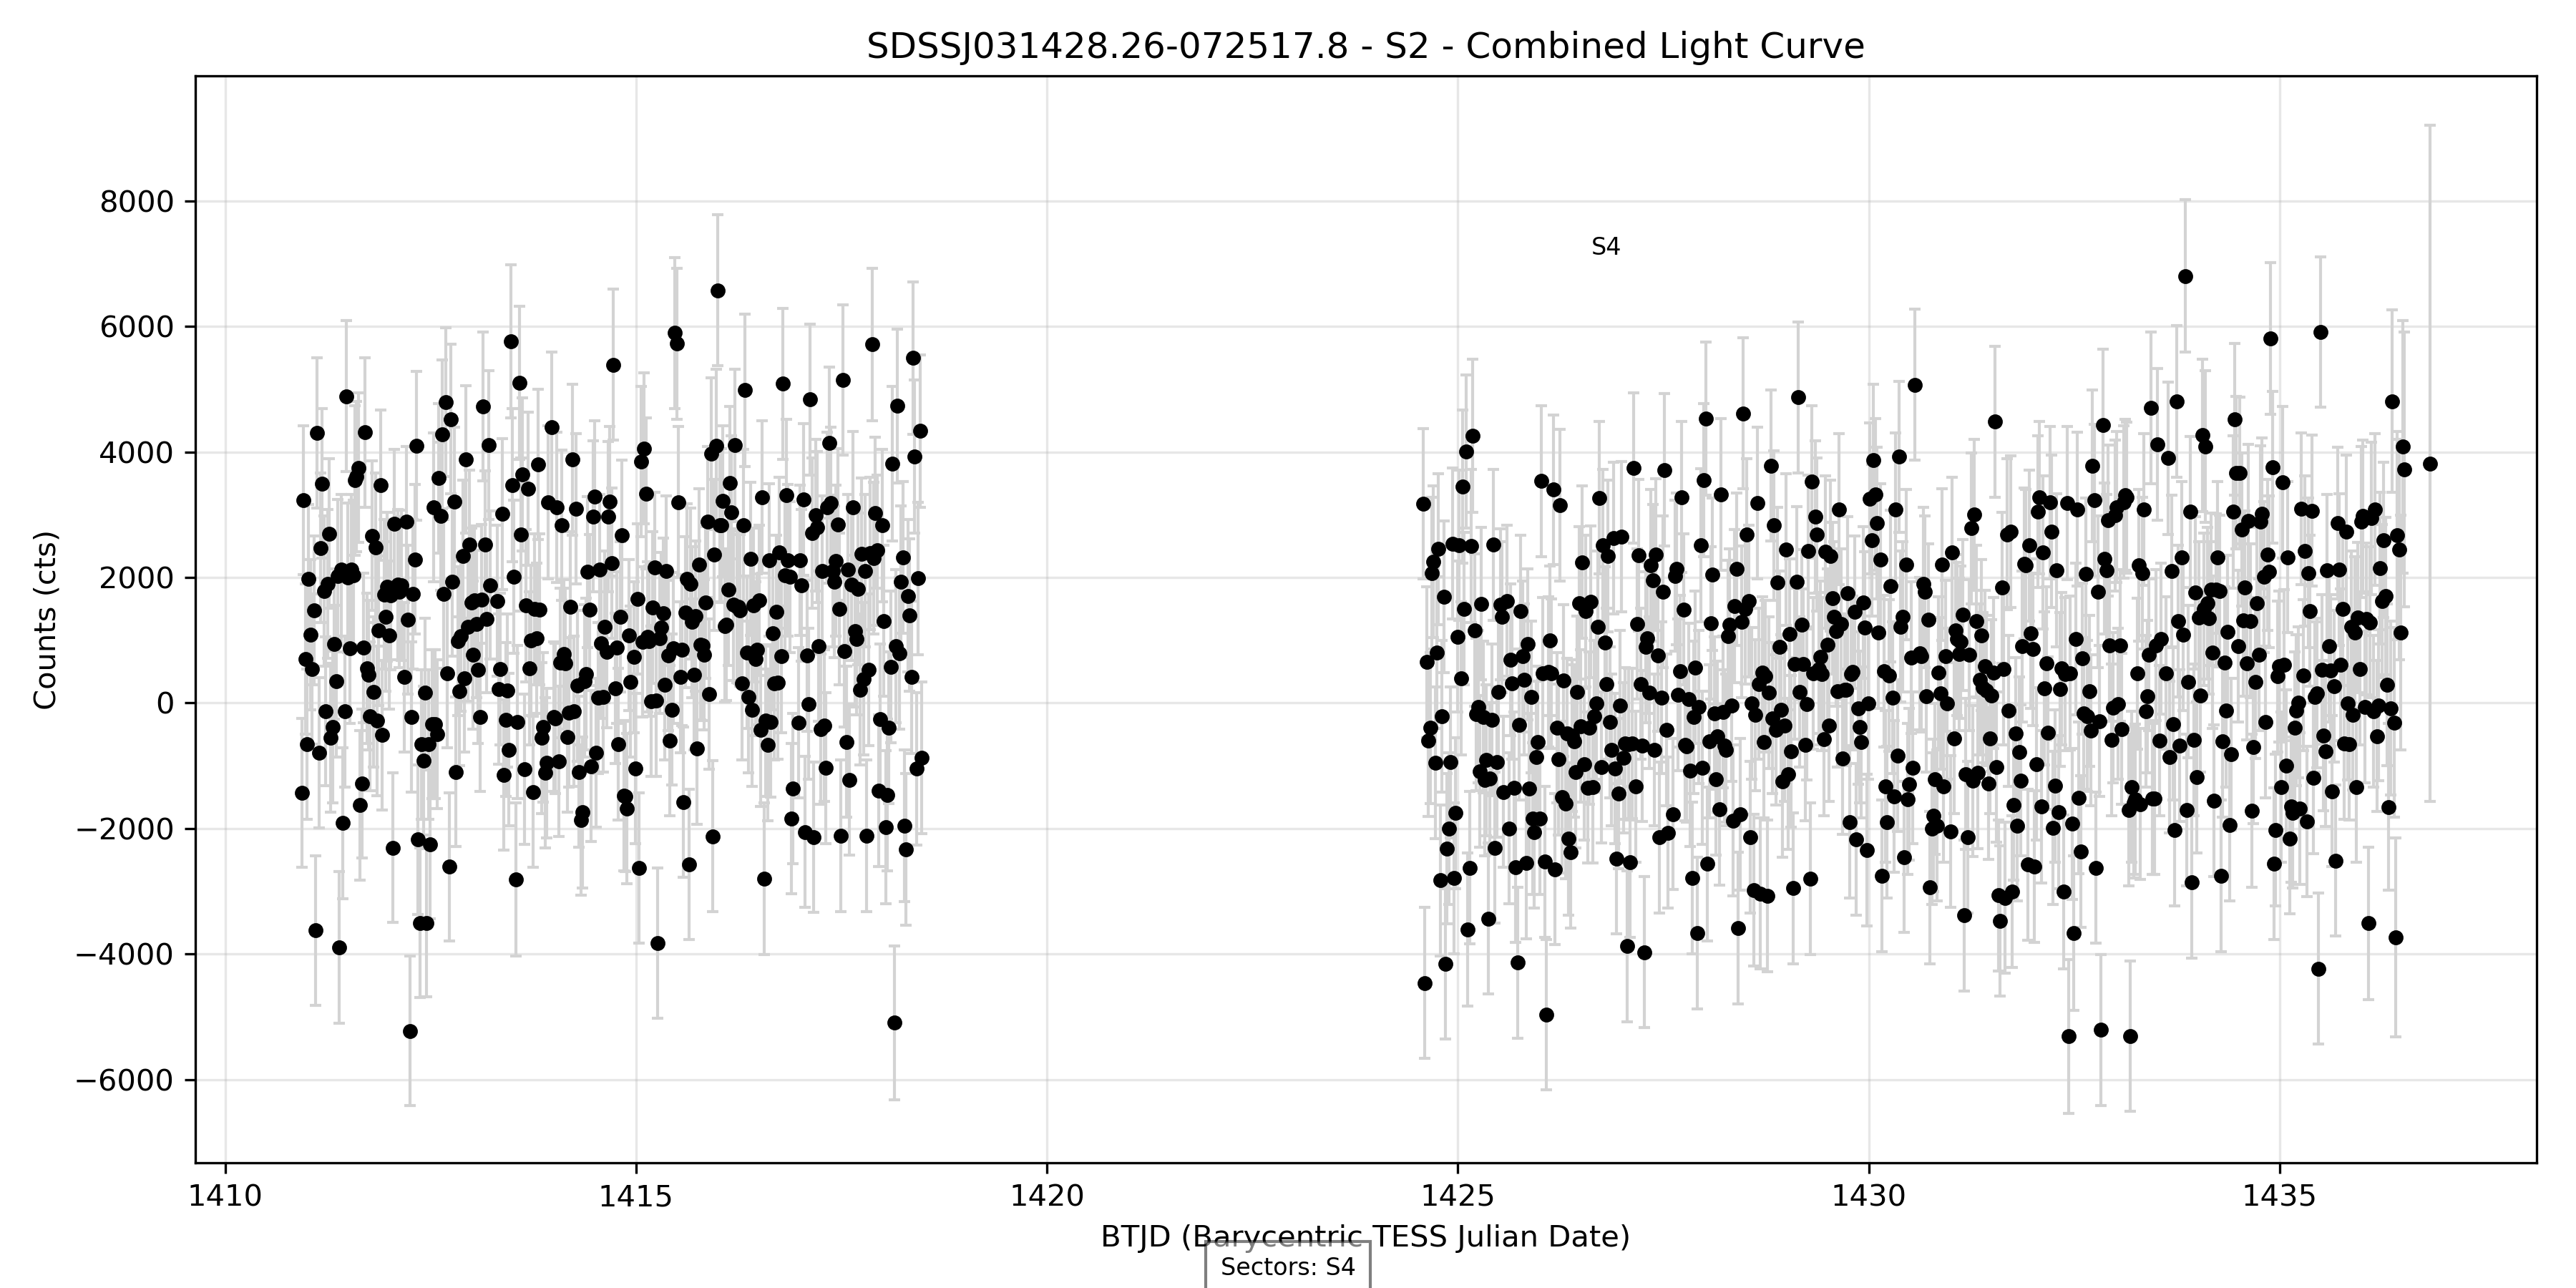 SDSSJ031428.26-072517.8 - S2 - Combined Light Curve
8000
6000
4000
2000
0
−2000
−4000
−6000
Counts (cts)
S4
1410
1415
1420
1425
1430
1435
BTJD (Barycentric TESS Julian Date)
Sectors: S4